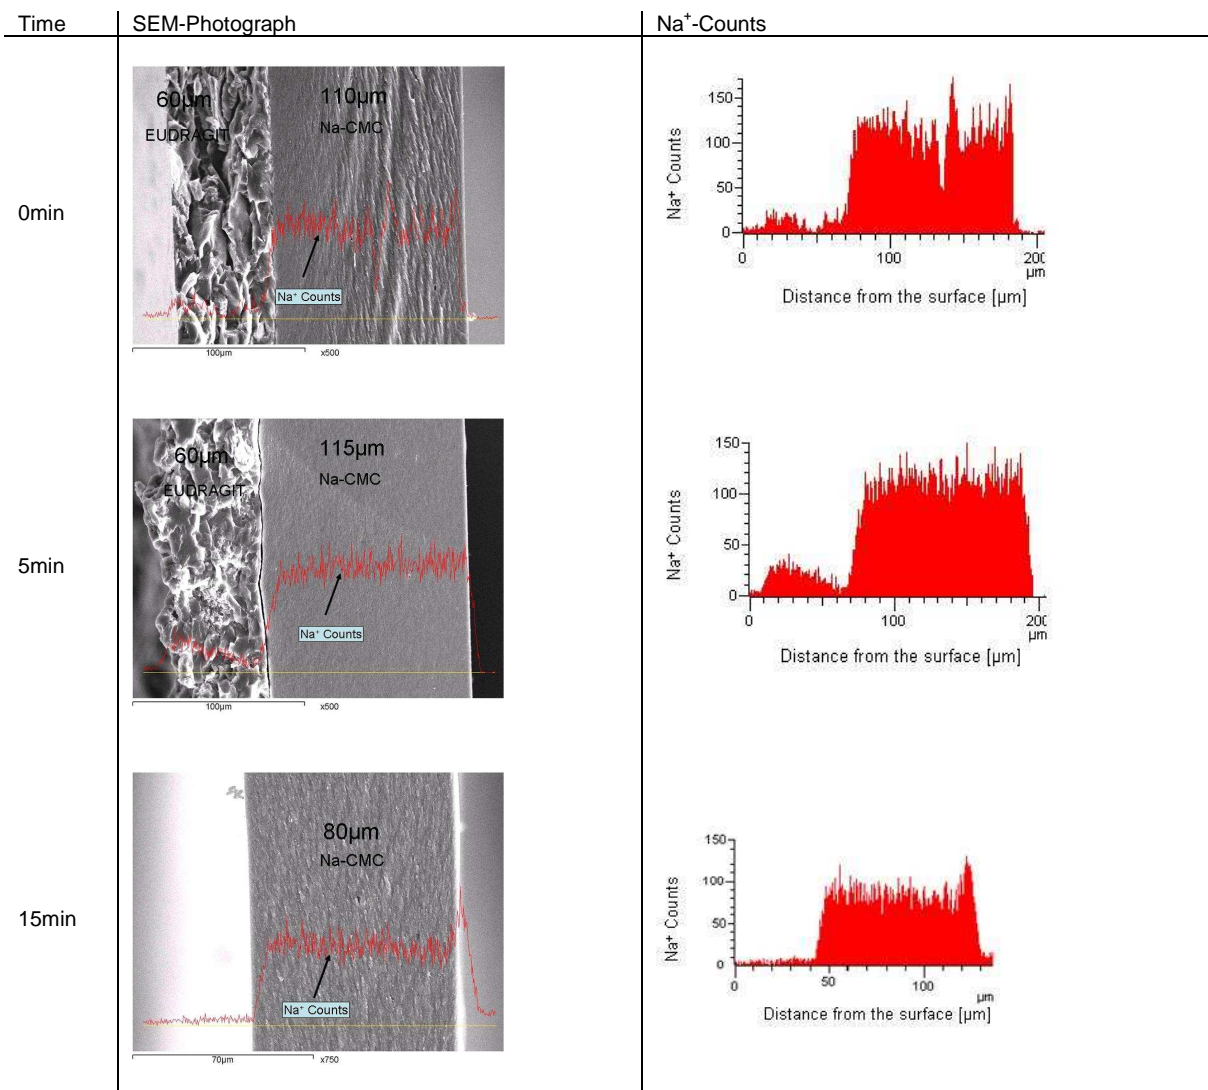 Time SEM-Photograph Na⁺-Counts
0min
60µm 110µm
EUDRAGIT Na-CMC
Na⁺ Counts
100µm x500
150
100
50
0
Na⁺ Counts
0 100 200
µm
Distance from the surface [µm]
5min
60µm 115µm
EUDRAGIT Na-CMC
Na⁺ Counts
100µm x500
150
100
50
0
Na⁺ Counts
0 100 200
µm
Distance from the surface [µm]
15min
80µm
Na-CMC
Na⁺ Counts
70µm x750
150
100
50
0
Na⁺ Counts
0 50 100
µm
Distance from the surface [µm]